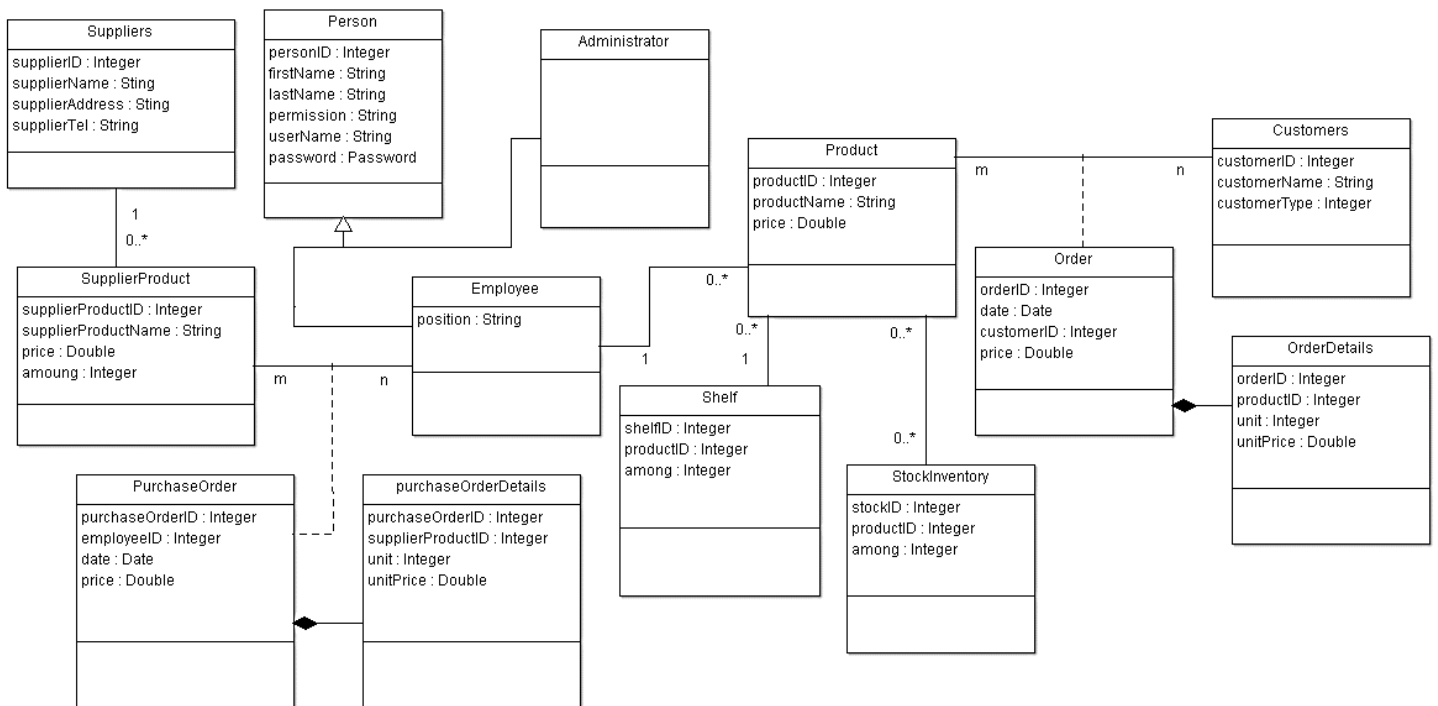 Suppliers
supplierID : Integer
supplierName : Sting
supplierAddress : Sting
supplierTel : String
Person
personID : Integer
firstName : String
lastName : String
permission : String
userName : String
password : Password
Administrator
Product
productID : Integer
productName : String
price : Double
Customers
customerID : Integer
customerName : String
customerType : Integer
m
n
1
0..*
SupplierProduct
supplierProductID : Integer
supplierProductName : String
price : Double
amoung : Integer
Employee
position : String
m
n
1
0..*
0..*
1
0..*
0..*
Order
orderID : Integer
date : Date
customerID : Integer
price : Double
OrderDetails
orderID : Integer
productID : Integer
unit : Integer
unitPrice : Double
Shelf
shelfID : Integer
productID : Integer
among : Integer
StockInventory
stockID : Integer
productID : Integer
among : Integer
PurchaseOrder
purchaseOrderID : Integer
employeeID : Integer
date : Date
price : Double
purchaseOrderDetails
purchaseOrderID : Integer
supplierProductID : Integer
unit : Integer
unitPrice : Double